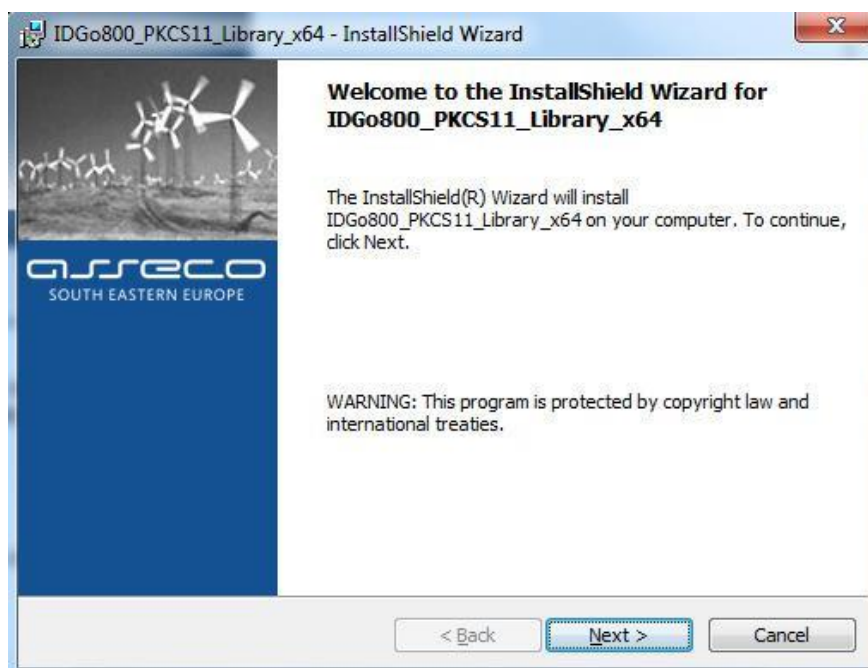 IDGo800_PKCS11_Library_x64 - InstallShield Wizard
Welcome to the InstallShield Wizard for
IDGo800_PKCS11_Library_x64
The InstallShield(R) Wizard will install
IDGo800_PKCS11_Library_x64 on your computer. To continue,
click Next.
asseco
SOUTH EASTERN EUROPE
WARNING: This program is protected by copyright law and
international treaties.
< Back Next > Cancel